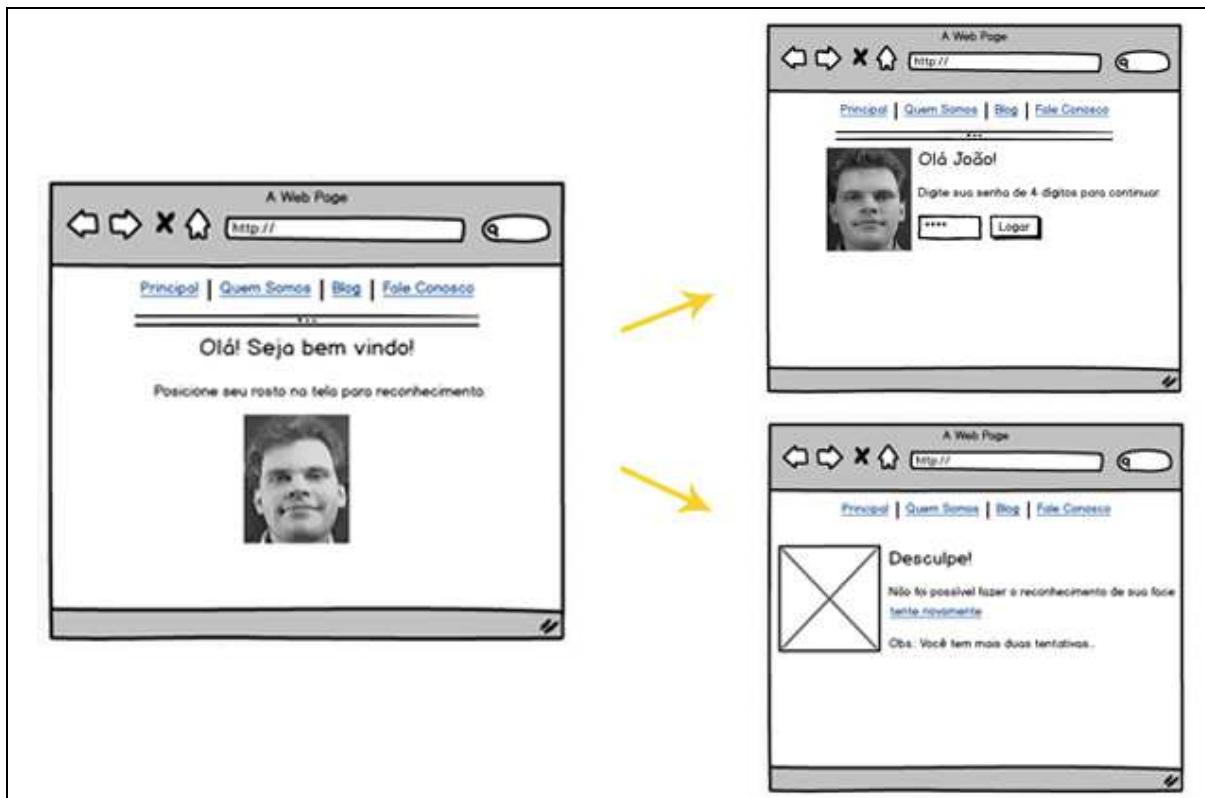 A Web Page
http://
Principal | Quem Somos | Blog | Fale Conosco
Olá! Seja bem vindo!
Posicione seu rosto na tela para reconhecimento
A Web Page
http://
Principal | Quem Somos | Blog | Fale Conosco
Olá João!
Digite sua senha de 4 digitos para continuar.
****
Logar
A Web Page
http://
Principal | Quem Somos | Blog | Fale Conosco
Desculpe!
Não foi possível fazer o reconhecimento de sua face
tente novamente
Obs.: Você tem mais duas tentativas..